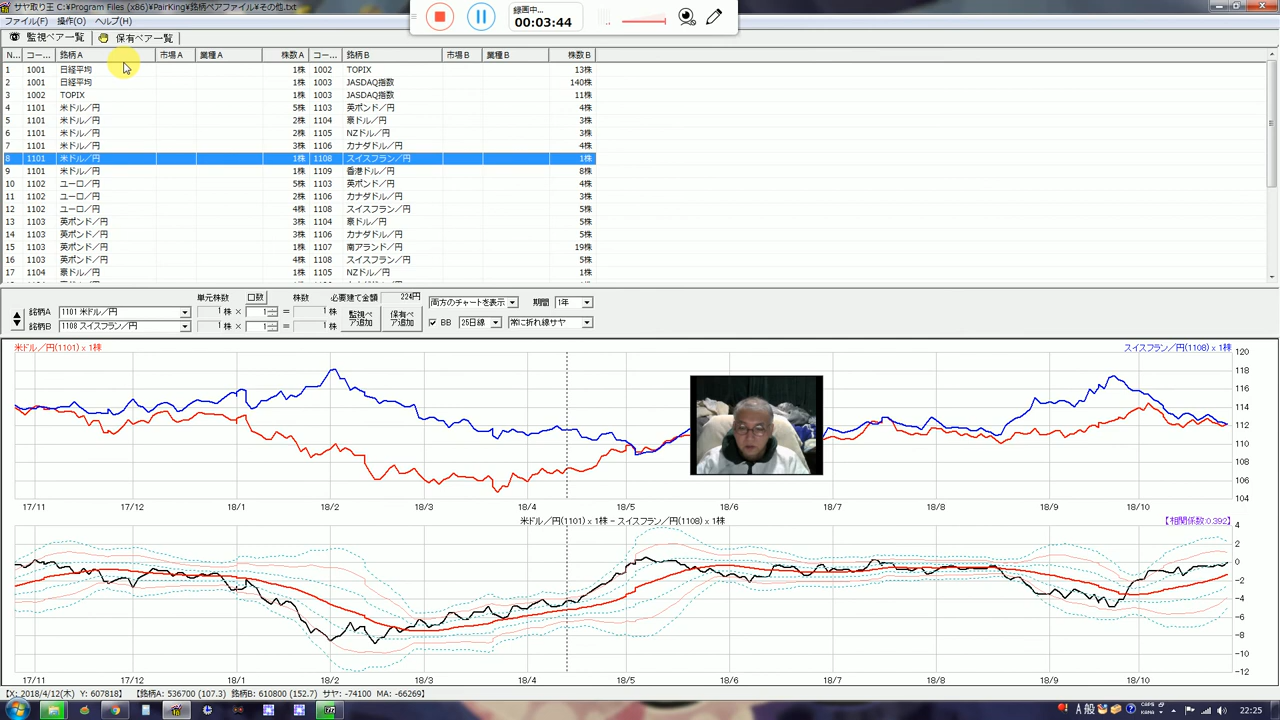 サヤ取り王 C:¥Program Files (x86)¥PairKing¥銘柄ペアファイル¥その他.txt
録画中...
00:03:44
ファイル(F) 操作(O) ヘルプ(H)
監視ペア一覧 保有ペア一覧
N... コー... 銘柄A 市場A 業種A 株数A コー... 銘柄B 市場B 業種B 株数B
1 1001 日経平均 1株 1002 TOPIX 13株
2 1001 日経平均 1株 1003 JASDAQ指数 140株
3 1002 TOPIX 1株 1003 JASDAQ指数 11株
4 1101 米ドル/円 5株 1103 英ポンド/円 4株
5 1101 米ドル/円 2株 1104 豪ドル/円 3株
6 1101 米ドル/円 2株 1105 NZドル/円 3株
7 1101 米ドル/円 3株 1106 カナダドル/円 4株
8 1101 米ドル/円 1株 1108 スイスフラン/円 1株
9 1101 米ドル/円 1株 1109 香港ドル/円 8株
10 1102 ユーロ/円 5株 1103 英ポンド/円 4株
11 1102 ユーロ/円 2株 1106 カナダドル/円 3株
12 1102 ユーロ/円 4株 1108 スイスフラン/円 5株
13 1103 英ポンド/円 3株 1104 豪ドル/円 5株
14 1103 英ポンド/円 3株 1106 カナダドル/円 5株
15 1103 英ポンド/円 1株 1107 南アランド/円 19株
16 1103 英ポンド/円 4株 1108 スイスフラン/円 5株
17 1104 豪ドル/円 1株 1105 NZドル/円 1株
単元株数 口数 株数 必要建て金額 224円 両方のチャートを表示 期間 1年
銘柄A 1101 米ドル/円 1株 × 1 = 1株 監視ペア追加 保有ペア追加
銘柄B 1108 スイスフラン/円 1株 × 1 = 1株 BB 25日線 常に折れ線サヤ
米ドル/円(1101) x 1株 スイスフラン/円(1108) x 1株
120
118
116
114
112
110
108
106
104
17/11 17/12 18/1 18/2 18/3 18/4 18/5 18/6 18/7 18/8 18/9 18/10
米ドル/円(1101) x 1株 - スイスフラン/円(1108) x 1株 【相関係数:0.392】
4
2
0
-2
-4
-6
-8
-10
-12
17/11 17/12 18/1 18/2 18/3 18/4 18/5 18/6 18/7 18/8 18/9 18/10
【X: 2018/4/12(木) Y: 607818】 【銘柄A: 536700 (107.3) 銘柄B: 610800 (152.7) サヤ: -74100 MA: -66269】
A般
CAPS
KANA
22:25